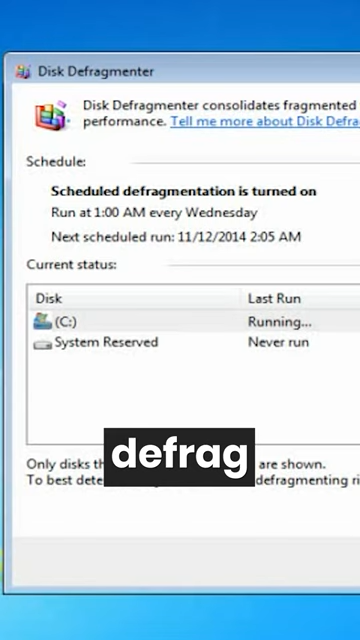 Disk Defragmenter
Disk Defragmenter consolidates fragmented
performance. Tell me more about Disk Defra
Schedule:
Scheduled defragmentation is turned on
Run at 1:00 AM every Wednesday
Next scheduled run: 11/12/2014 2:05 AM
Current status:
Disk Last Run
(C:) Running...
System Reserved Never run
defrag
Only disks th are shown.
To best dete defragmenting ri